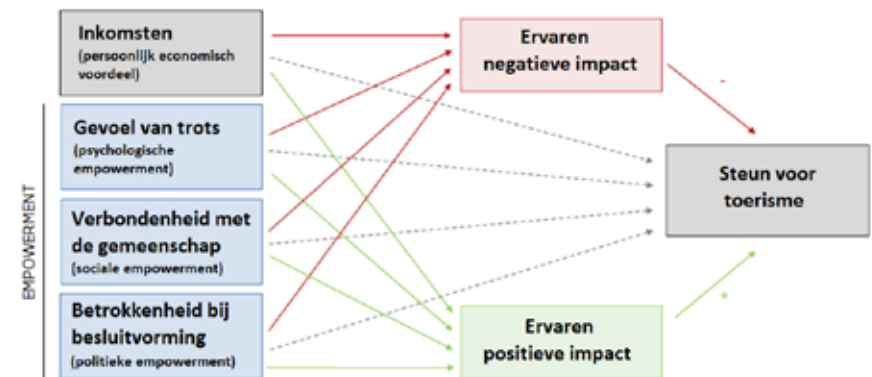 Inkomsten
(persoonlijk economisch
voordeel)
EMPOWERMENT
Gevoel van trots
(psychologische
empowerment)
Verbondenheid met
de gemeenschap
(sociale empowerment)
Betrokkenheid bij
besluitvorming
(politieke empowerment)
Ervaren
negatieve impact
Ervaren
positieve impact
-
+
Steun voor
toerisme